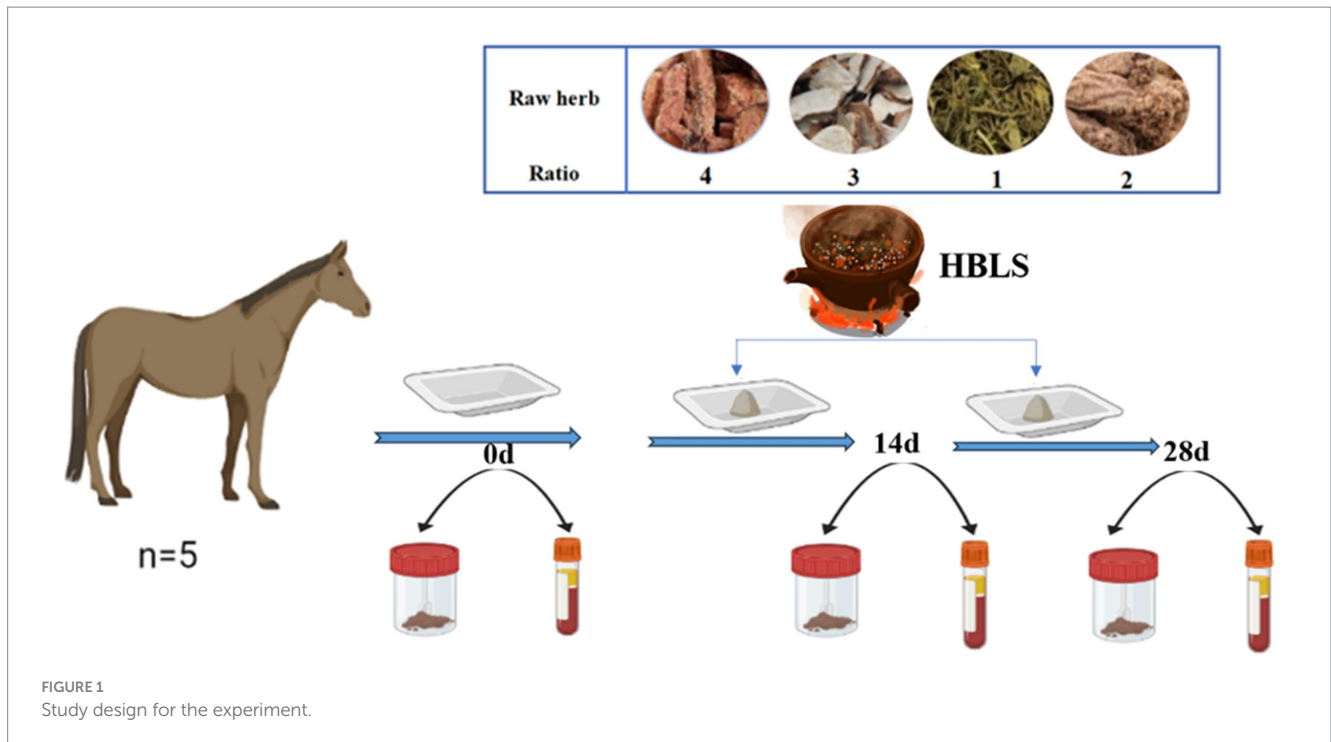 Raw herb
Ratio 4 3 1 2
HBLS
0d 14d 28d
n=5
FIGURE 1
Study design for the experiment.